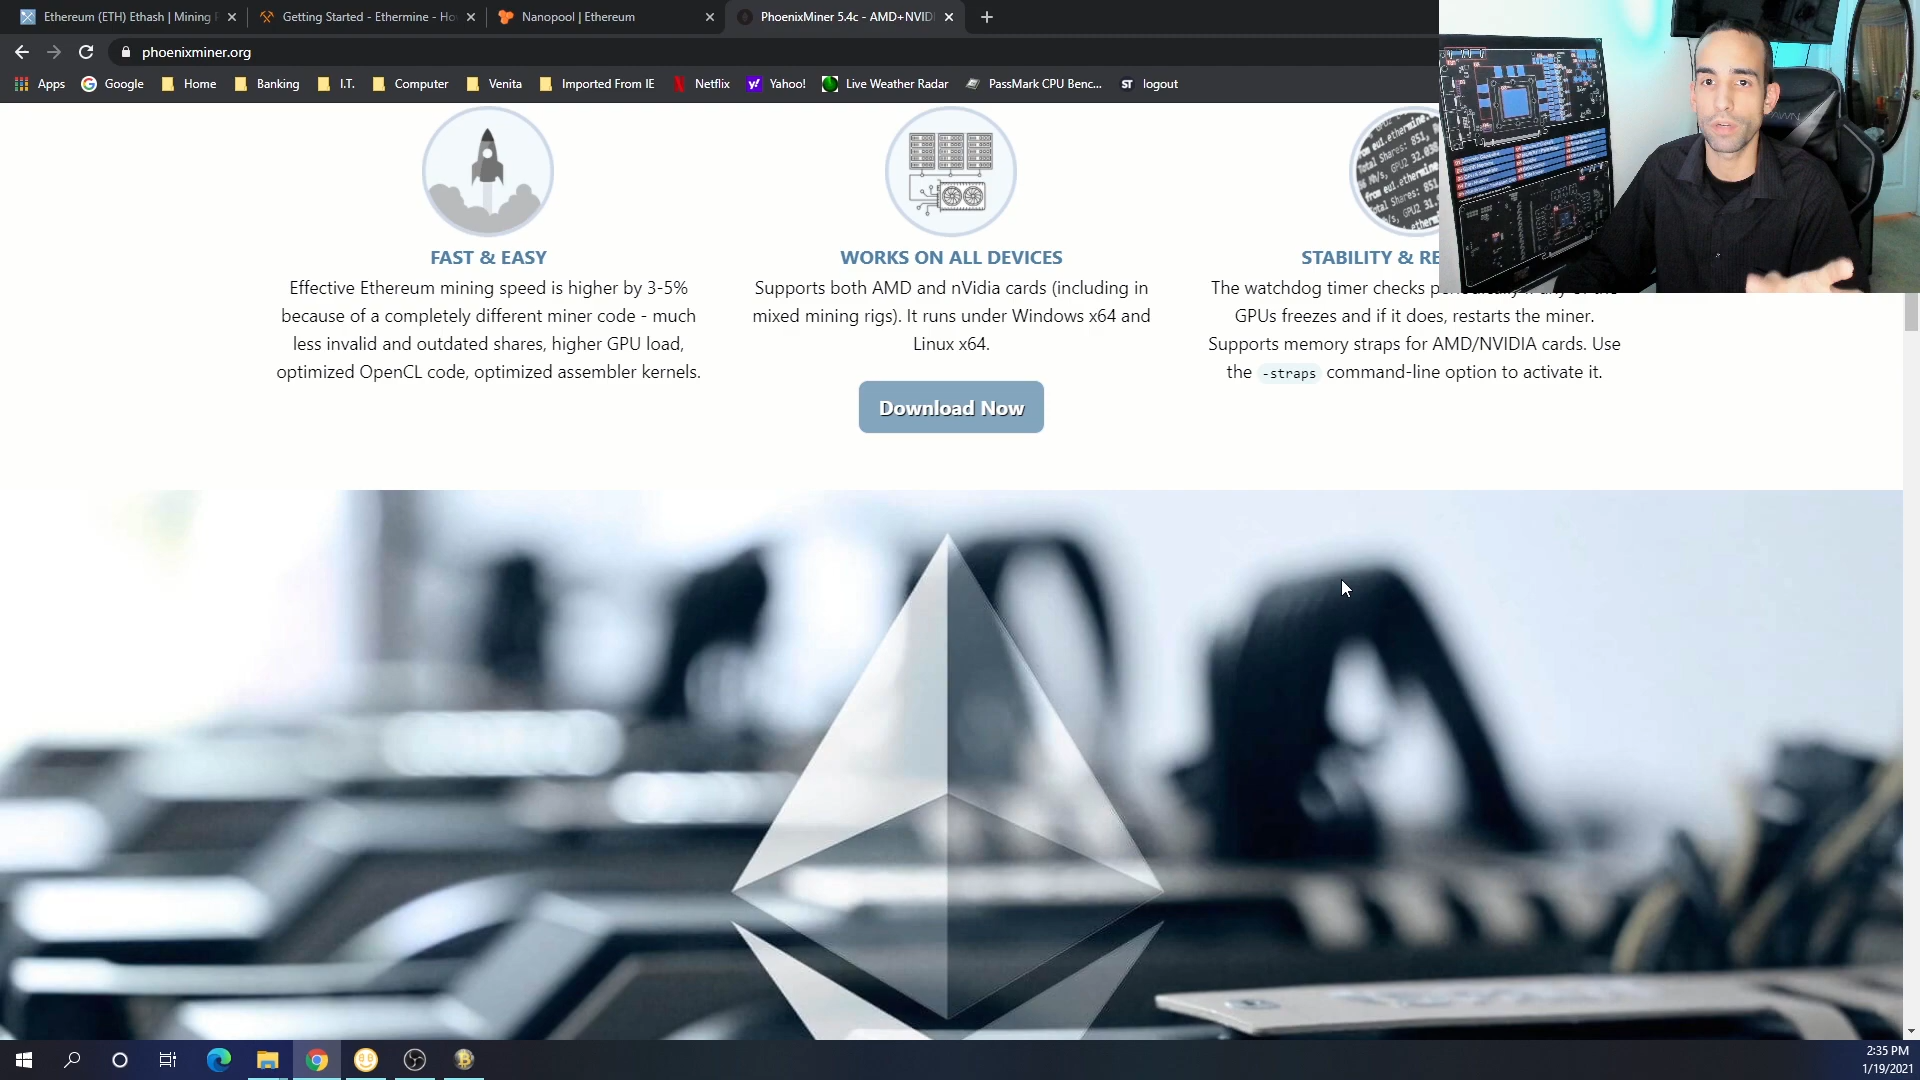 Ethereum (ETH) Ethash | Mining P
Getting Started - Ethermine - Ho
Nanopool | Ethereum
PhoenixMiner 5.4c - AMD+NVID
phoenixminer.org
Apps
Google
Home
Banking
I.T.
Computer
Venita
Imported From IE
Netflix
Yahoo!
Live Weather Radar
PassMark CPU Benc...
ST logout
FAST & EASY
Effective Ethereum mining speed is higher by 3-5%
because of a completely different miner code - much
less invalid and outdated shares, higher GPU load,
optimized OpenCL code, optimized assembler kernels.
WORKS ON ALL DEVICES
Supports both AMD and nVidia cards (including in
mixed mining rigs). It runs under Windows x64 and
Linux x64.
Download Now
STABILITY & RE
The watchdog timer checks
GPUs freezes and if it does, restarts the miner.
Supports memory straps for AMD/NVIDIA cards. Use
the -straps command-line option to activate it.
2:35 PM
1/19/2021